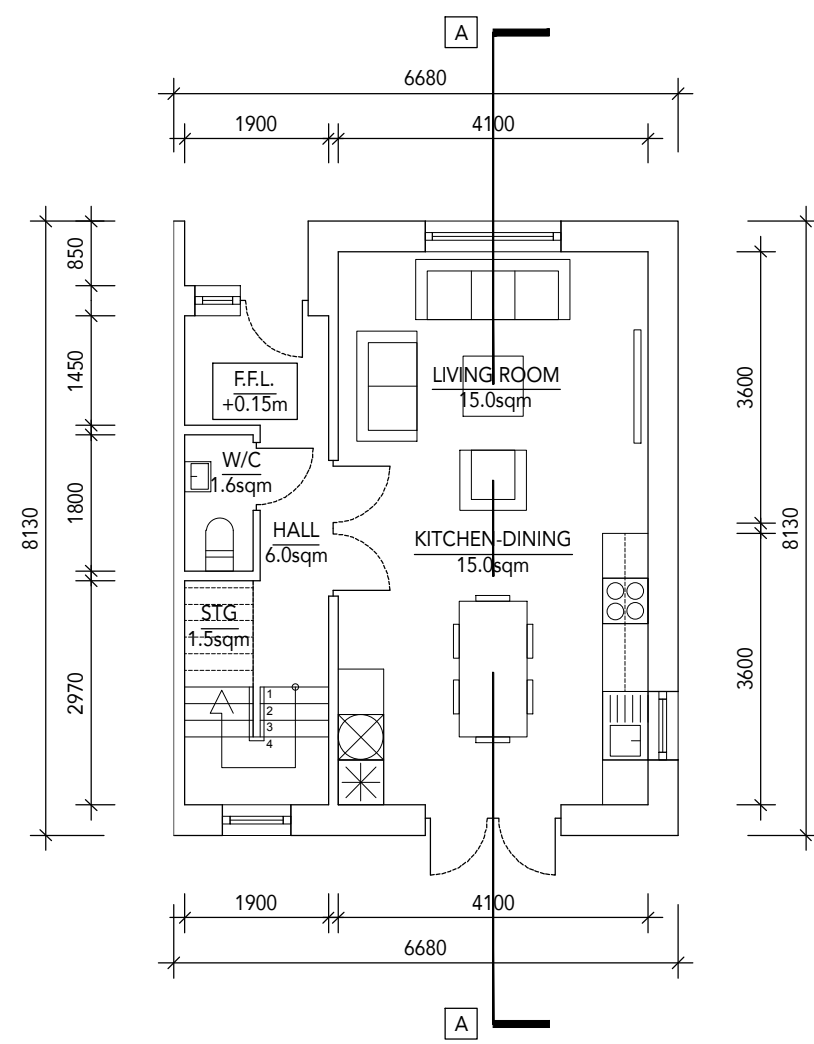 A
6680
1900
4100
850
1450
1800
2970
8130
3600
3600
8130
F.F.L.
+0.15m
LIVING ROOM
15.0sqm
W/C
1.6sqm
HALL
6.0sqm
KITCHEN-DINING
15.0sqm
STG
1.5sqm
1
2
3
4
1900
4100
6680
A